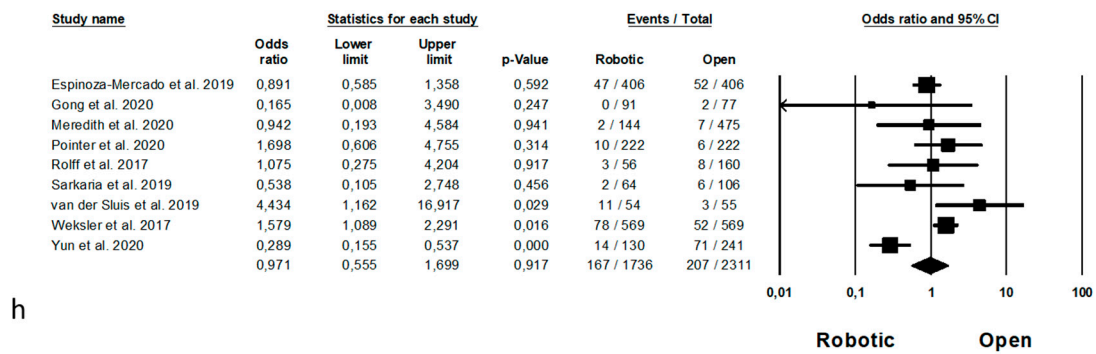 Study name Statistics for each study Events / Total Odds ratio and 95% CI
Odds ratio Lower limit Upper limit p-Value Robotic Open
Espinoza-Mercado et al. 2019 0,891 0,585 1,358 0,592 47 / 406 52 / 406
Gong et al. 2020 0,165 0,008 3,490 0,247 0 / 91 2 / 77
Meredith et al. 2020 0,942 0,193 4,584 0,941 2 / 144 7 / 475
Pointer et al. 2020 1,698 0,606 4,755 0,314 10 / 222 6 / 222
Rolff et al. 2017 1,075 0,275 4,204 0,917 3 / 56 8 / 160
Sarkaria et al. 2019 0,538 0,105 2,748 0,456 2 / 64 6 / 106
van der Sluis et al. 2019 4,434 1,162 16,917 0,029 11 / 54 3 / 55
Weksler et al. 2017 1,579 1,089 2,291 0,016 78 / 569 52 / 569
Yun et al. 2020 0,289 0,155 0,537 0,000 14 / 130 71 / 241
0,971 0,555 1,699 0,917 167 / 1736 207 / 2311
0,01 0,1 1 10 100
h
Robotic Open